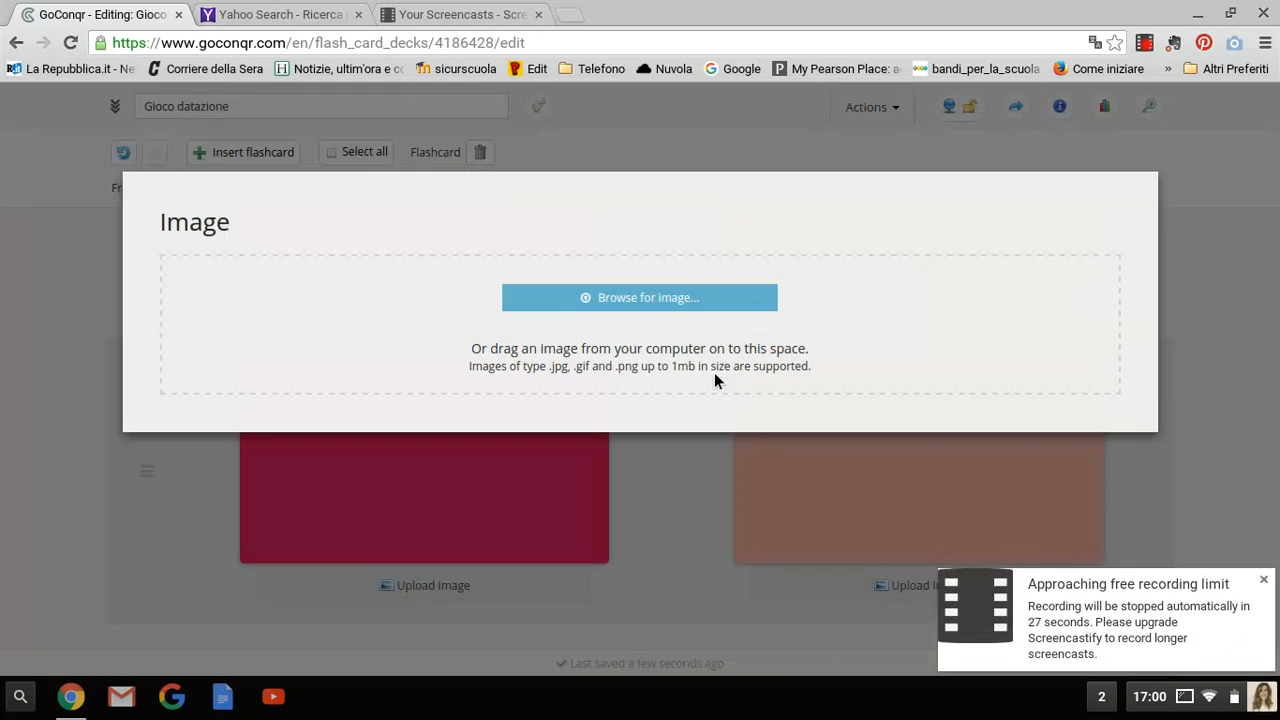 GoConqr - Editing: Gioco
Yahoo Search - Ricerca
Your Screencasts - Scre
https://www.goconqr.com/en/flash_card_decks/4186428/edit
La Repubblica.it - Ne
Corriere della Sera
Notizie, ultim'ora e co
sicurscuola
Edit
Telefono
Nuvola
Google
My Pearson Place: a
bandi_per_la_scuola
Come iniziare
»
Altri Preferiti
Gioco datazione
Actions
Insert flashcard
Select all
Flashcard
Fr
Image
Browse for image...
Or drag an image from your computer on to this space.
Images of type .jpg, .gif and .png up to 1mb in size are supported.
Upload Image
Upload I
Approaching free recording limit
Recording will be stopped automatically in
27 seconds. Please upgrade
Screencastify to record longer
screencasts.
Last saved a few seconds ago
2
17:00